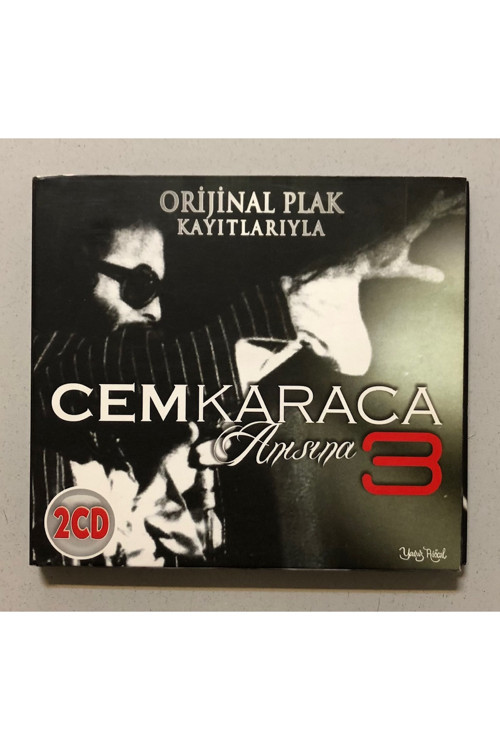 ORİJİNAL PLAK
KAYITLARIYLA
CEMKARACA
Anısına 3
2CD